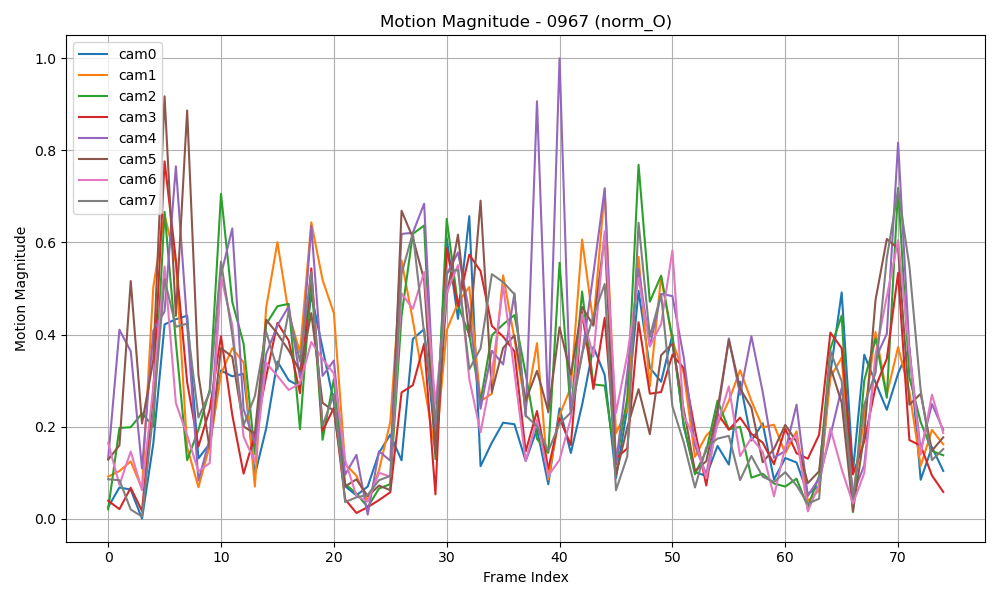 Motion Magnitude - 0967 (norm_O)
cam0
cam1
cam2
cam3
cam4
cam5
cam6
cam7
Motion Magnitude
1.0
0.8
0.6
0.4
0.2
0.0
0 10 20 30 40 50 60 70
Frame Index